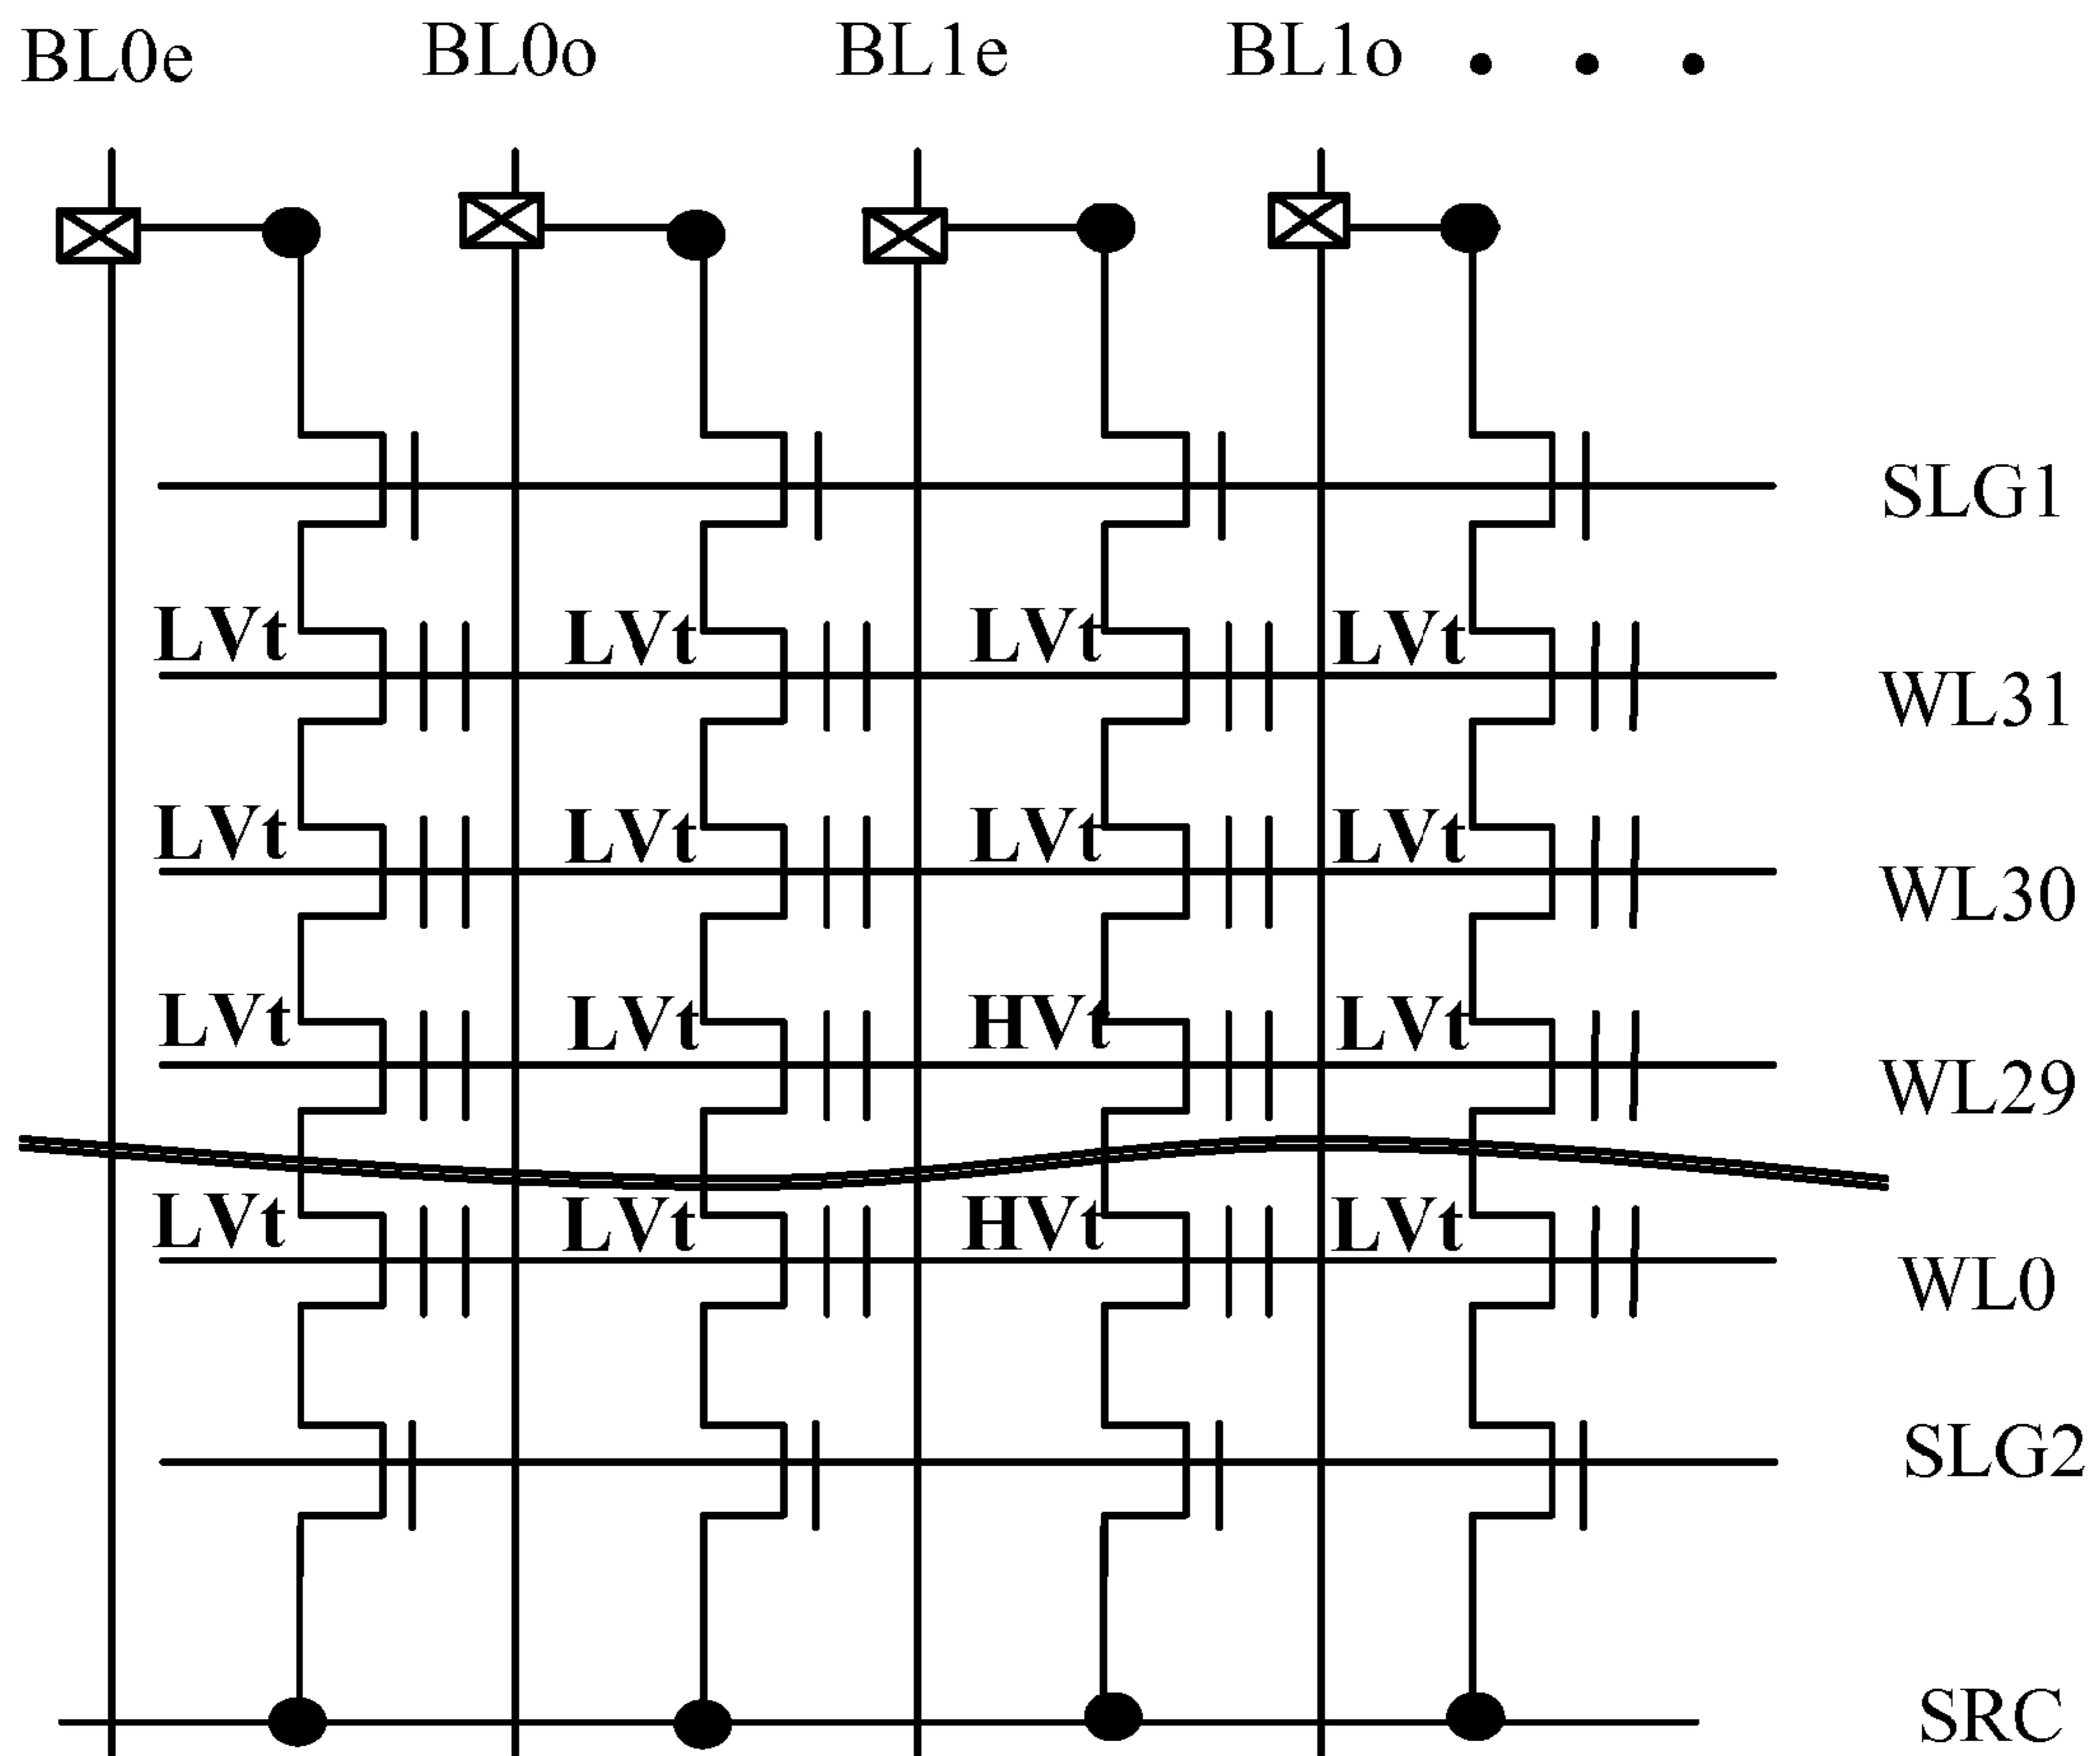 BL0e BL0o BL1e BL1o • • •
SLG1
LVt LVt LVt LVt
WL31
LVt LVt LVt LVt
WL30
LVt LVt HVt LVt
WL29
LVt LVt HVt LVt
WL0
SLG2
SRC